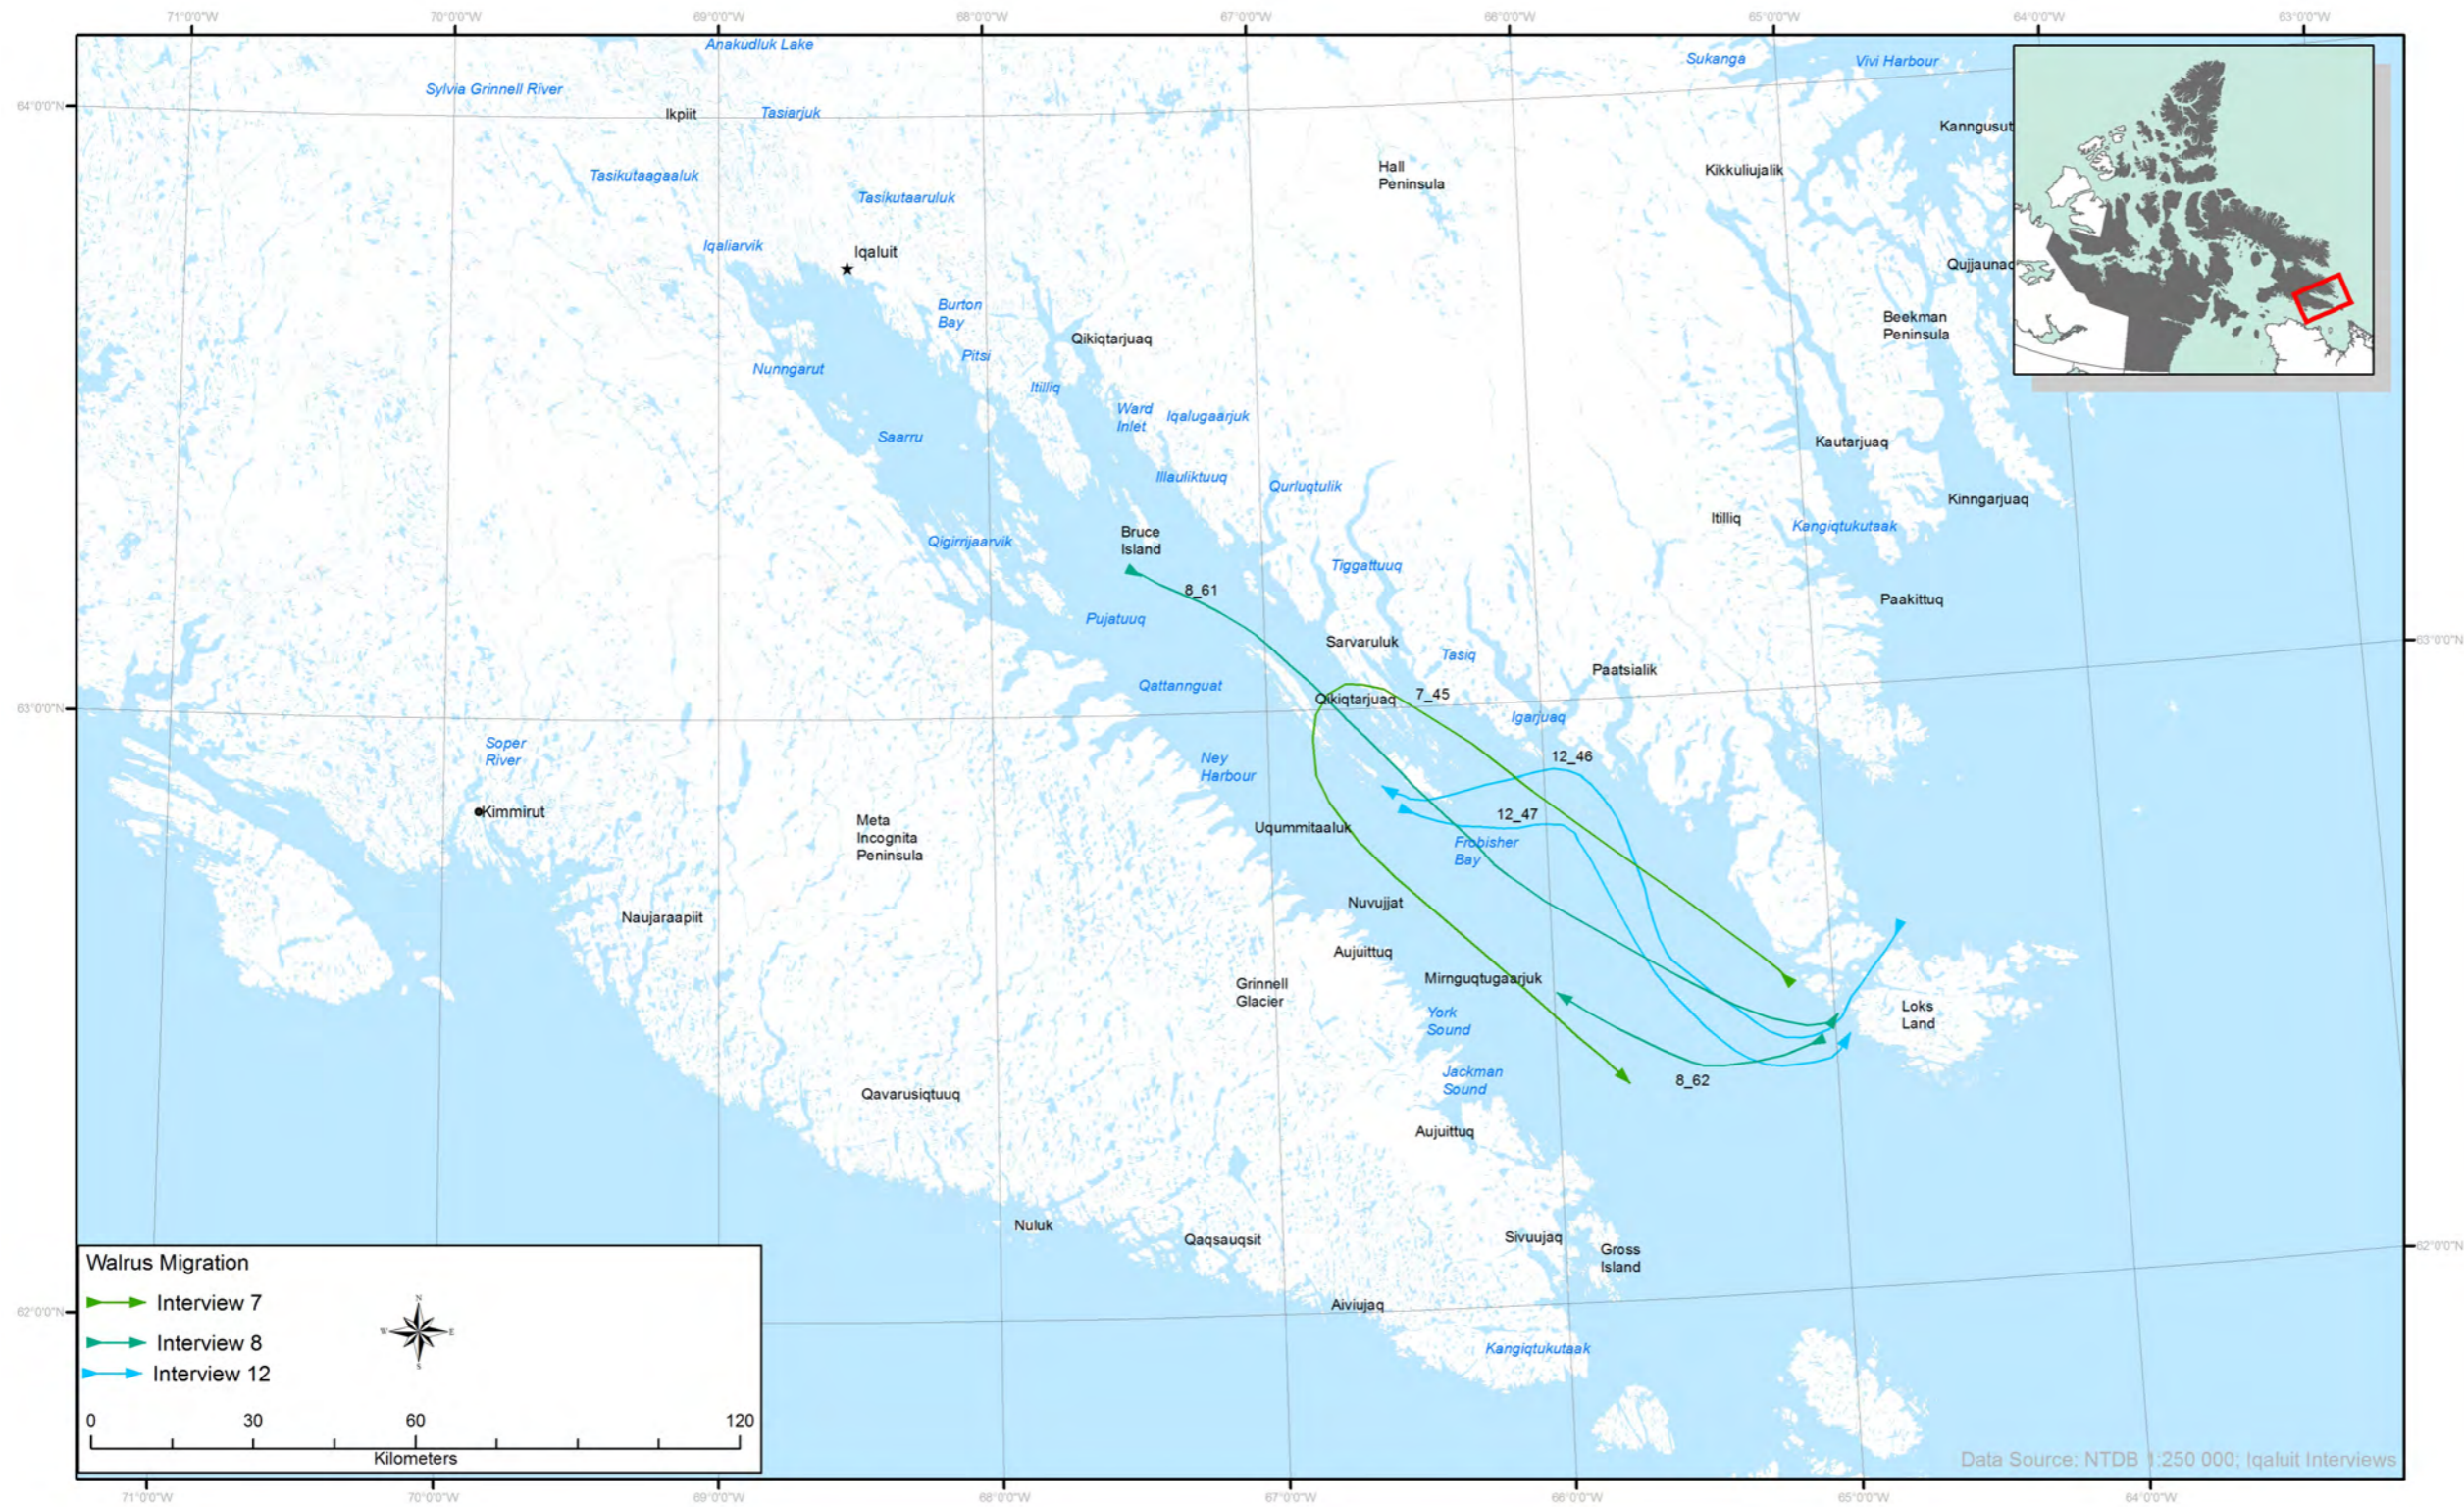 71°0'0"W
70°0'0"W
69°0'0"W
68°0'0"W
67°0'0"W
66°0'0"W
65°0'0"W
64°0'0"W
63°0'0"W
Anakudluk Lake
Sukanga
Vivi Harbour
Sylvia Grinnell River
64°0'0"N
Ikpiit
Tasiarjuk
Kanngusut
Hall
Peninsula
Kikkuliujalik
Tasikutaagaaluk
Tasikutaaruluk
Iqaliarvik
Iqaluit
Qujjaunaq
Burton
Bay
Beekman
Peninsula
Qikiqtarjuaq
Pitsi
Nunngarut
Itilliq
Ward
Inlet
Iqalugaarjuk
Saarru
Kautarjuaq
Illauliktuuq
Qurluqtulik
Kinngarjuaq
Itilliq
Kangiqtukutaak
Bruce
Island
Qigirrijaarvik
Tiggattuuq
8_61
Paakittuq
Pujatuuq
Sarvaruluk
63°0'0"N
Tasiq
Paatsialik
Qattannguat
Qikiqtarjuaq
7_45
63°0'0"N
Igarjuaq
Soper
River
Ney
Harbour
12_46
Kimmirut
12_47
Meta
Incognita
Peninsula
Uqummitaaluk
Frobisher
Bay
Nuvujjat
Naujaraapiit
Aujuittuq
Mirnguqtugaarjuk
Grinnell
Glacier
York
Sound
Loks
Land
Jackman
Sound
8_62
Qavarusiqtuuq
Aujuittuq
Nuluk
Qaqsauqsit
Sivuujaq
Gross
Island
62°0'0"N
Aiviujaq
62°0'0"N
Kangiqtukutaak
Walrus Migration
Interview 7
Interview 8
Interview 12
N
W
E
S
0
30
60
120
Kilometers
Data Source: NTDB 1:250 000; Iqaluit Interviews
71°0'0"W
70°0'0"W
69°0'0"W
68°0'0"W
67°0'0"W
66°0'0"W
65°0'0"W
64°0'0"W